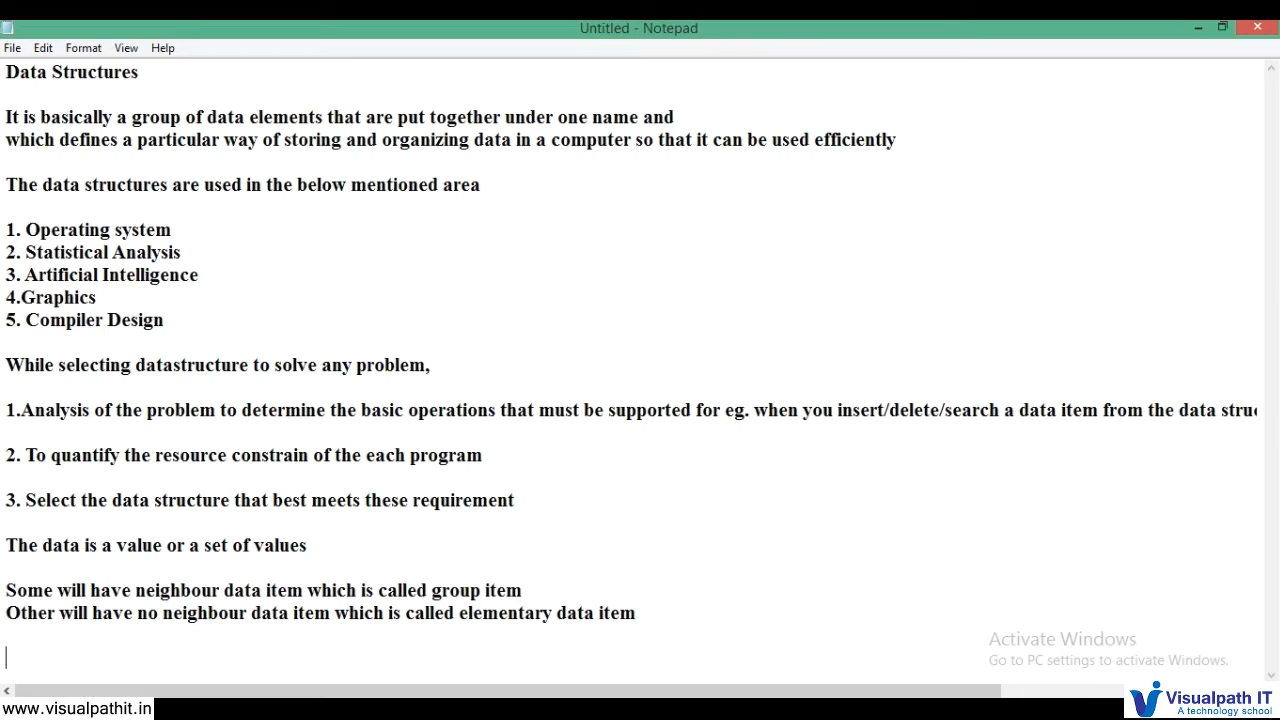 Untitled - Notepad
File Edit Format View Help
Data Structures
It is basically a group of data elements that are put together under one name and
which defines a particular way of storing and organizing data in a computer so that it can be used efficiently
The data structures are used in the below mentioned area
1. Operating system
2. Statistical Analysis
3. Artificial Intelligence
4.Graphics
5. Compiler Design
While selecting datastructure to solve any problem,
1.Analysis of the problem to determine the basic operations that must be supported for eg. when you insert/delete/search a data item from the data
2. To quantify the resource constrain of the each program
3. Select the data structure that best meets these requirement
The data is a value or a set of values
Some will have neighbour data item which is called group item
Other will have no neighbour data item which is called elementary data item
Activate Windows
Go to PC settings to activate Windows.
www.visualpathit.in
Visualpath IT
A technology school